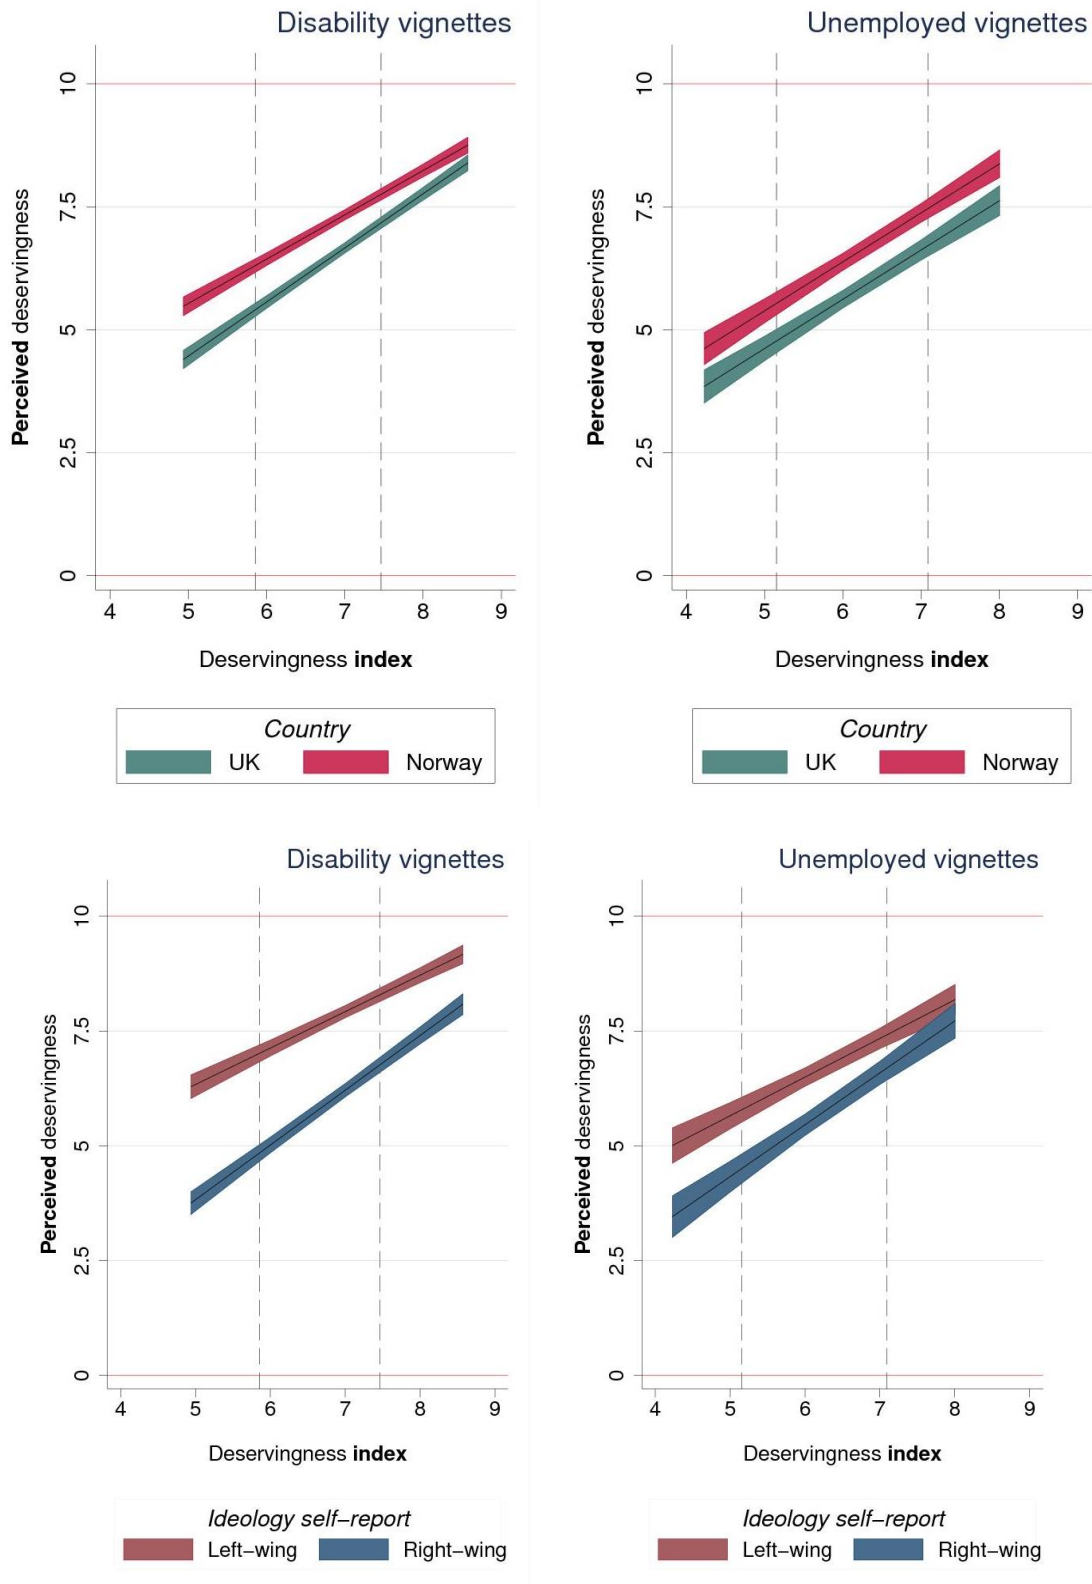 Disability vignettes
Perceived deservingness
10
7.5
5
2.5
0
4 5 6 7 8 9
Deservingness index
Country
UK Norway
Unemployed vignettes
Perceived deservingness
10
7.5
5
2.5
0
4 5 6 7 8 9
Deservingness index
Country
UK Norway
Disability vignettes
Perceived deservingness
10
7.5
5
2.5
0
4 5 6 7 8 9
Deservingness index
Ideology self–report
Left–wing Right–wing
Unemployed vignettes
Perceived deservingness
10
7.5
5
2.5
0
4 5 6 7 8 9
Deservingness index
Ideology self–report
Left–wing Right–wing